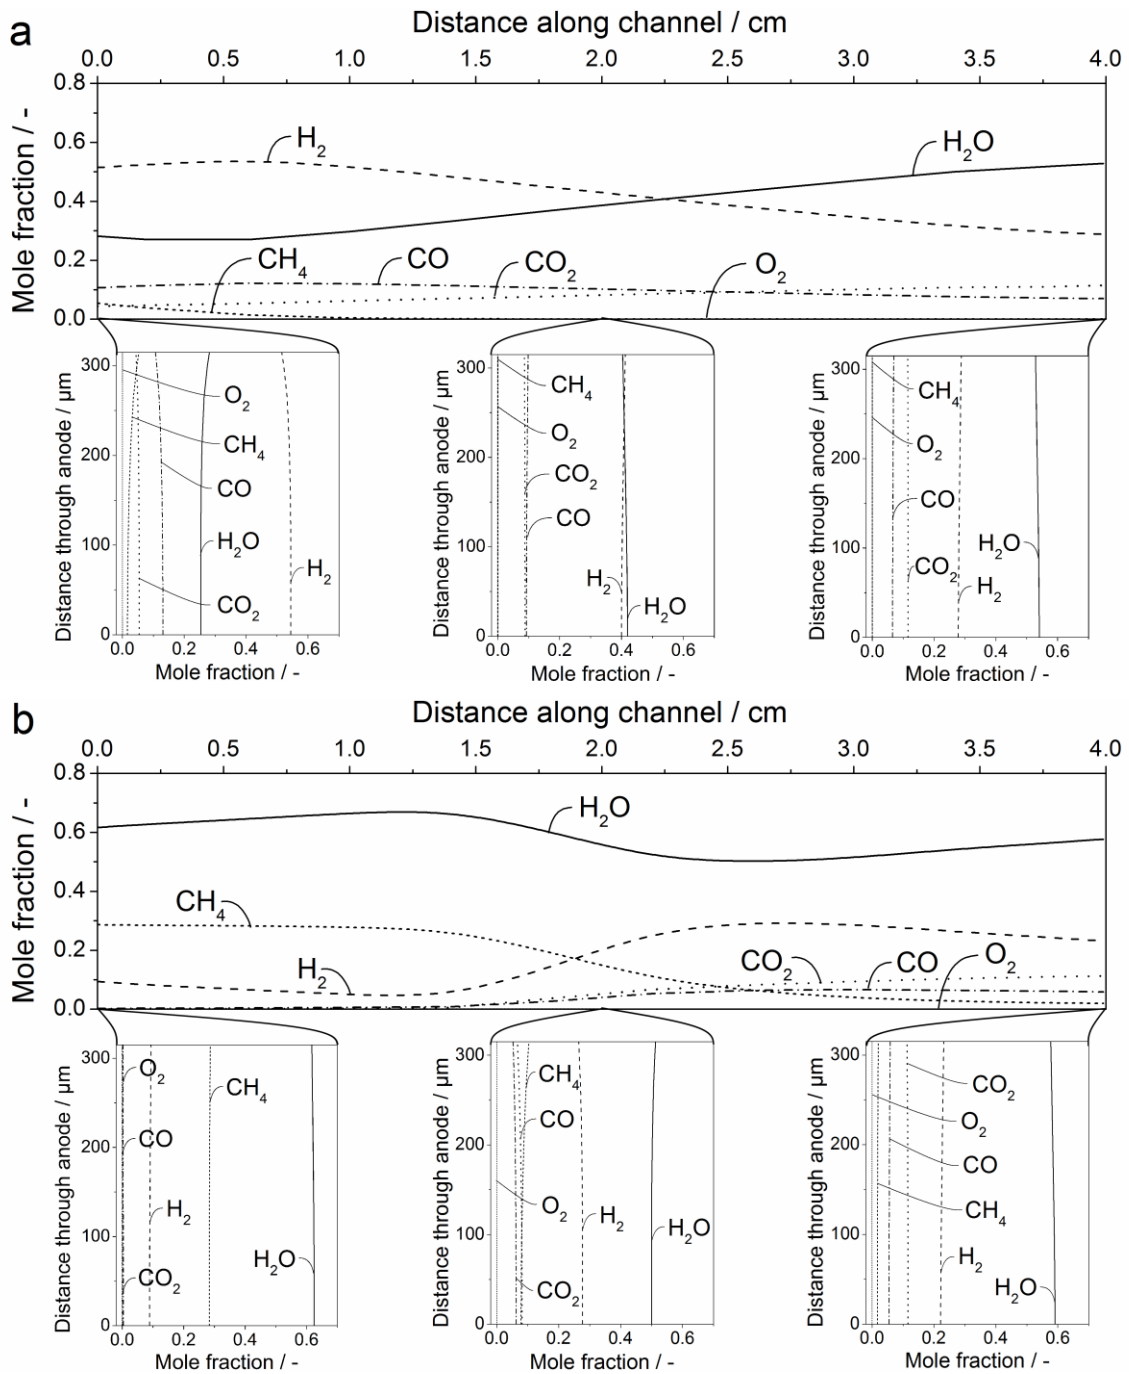 a
Distance along channel / cm
0.0 0.5 1.0 1.5 2.0 2.5 3.0 3.5 4.0
Mole fraction / -
0.8
0.6
0.4
0.2
0.0
H₂
H₂O
CH₄
CO
CO₂
O₂
Distance through anode / μm
300
200
100
0
O₂
CH₄
CO
H₂O
H₂
CO₂
0.0 0.2 0.4 0.6
Mole fraction / -
Distance through anode / μm
300
200
100
0
CH₄
O₂
CO₂
CO
H₂
H₂O
0.0 0.2 0.4 0.6
Mole fraction / -
Distance through anode / μm
300
200
100
0
CH₄
O₂
CO
H₂O
CO₂
H₂
0.0 0.2 0.4 0.6
Mole fraction / -
b
Distance along channel / cm
0.0 0.5 1.0 1.5 2.0 2.5 3.0 3.5 4.0
Mole fraction / -
0.8
0.6
0.4
0.2
0.0
H₂O
CH₄
H₂
CO₂
CO
O₂
Distance through anode / μm
300
200
100
0
O₂
CH₄
CO
H₂
H₂O
CO₂
0.0 0.2 0.4 0.6
Mole fraction / -
Distance through anode / μm
300
200
100
0
CH₄
CO
O₂
H₂
H₂O
CO₂
0.0 0.2 0.4 0.6
Mole fraction / -
Distance through anode / μm
300
200
100
0
CO₂
O₂
CO
CH₄
H₂
H₂O
0.0 0.2 0.4 0.6
Mole fraction / -